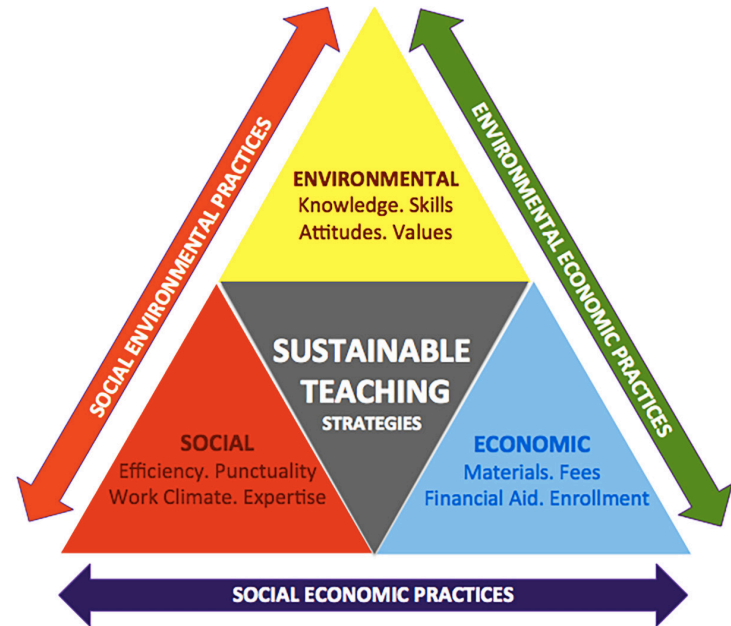 ENVIRONMENTAL
Knowledge. Skills
Attitudes. Values
SOCIAL ENVIRONMENTAL PRACTICES
ENVIRONMENTAL ECONOMIC PRACTICES
SUSTAINABLE
TEACHING
STRATEGIES
SOCIAL
Efficiency. Punctuality
Work Climate. Expertise
ECONOMIC
Materials. Fees
Financial Aid. Enrollment
SOCIAL ECONOMIC PRACTICES